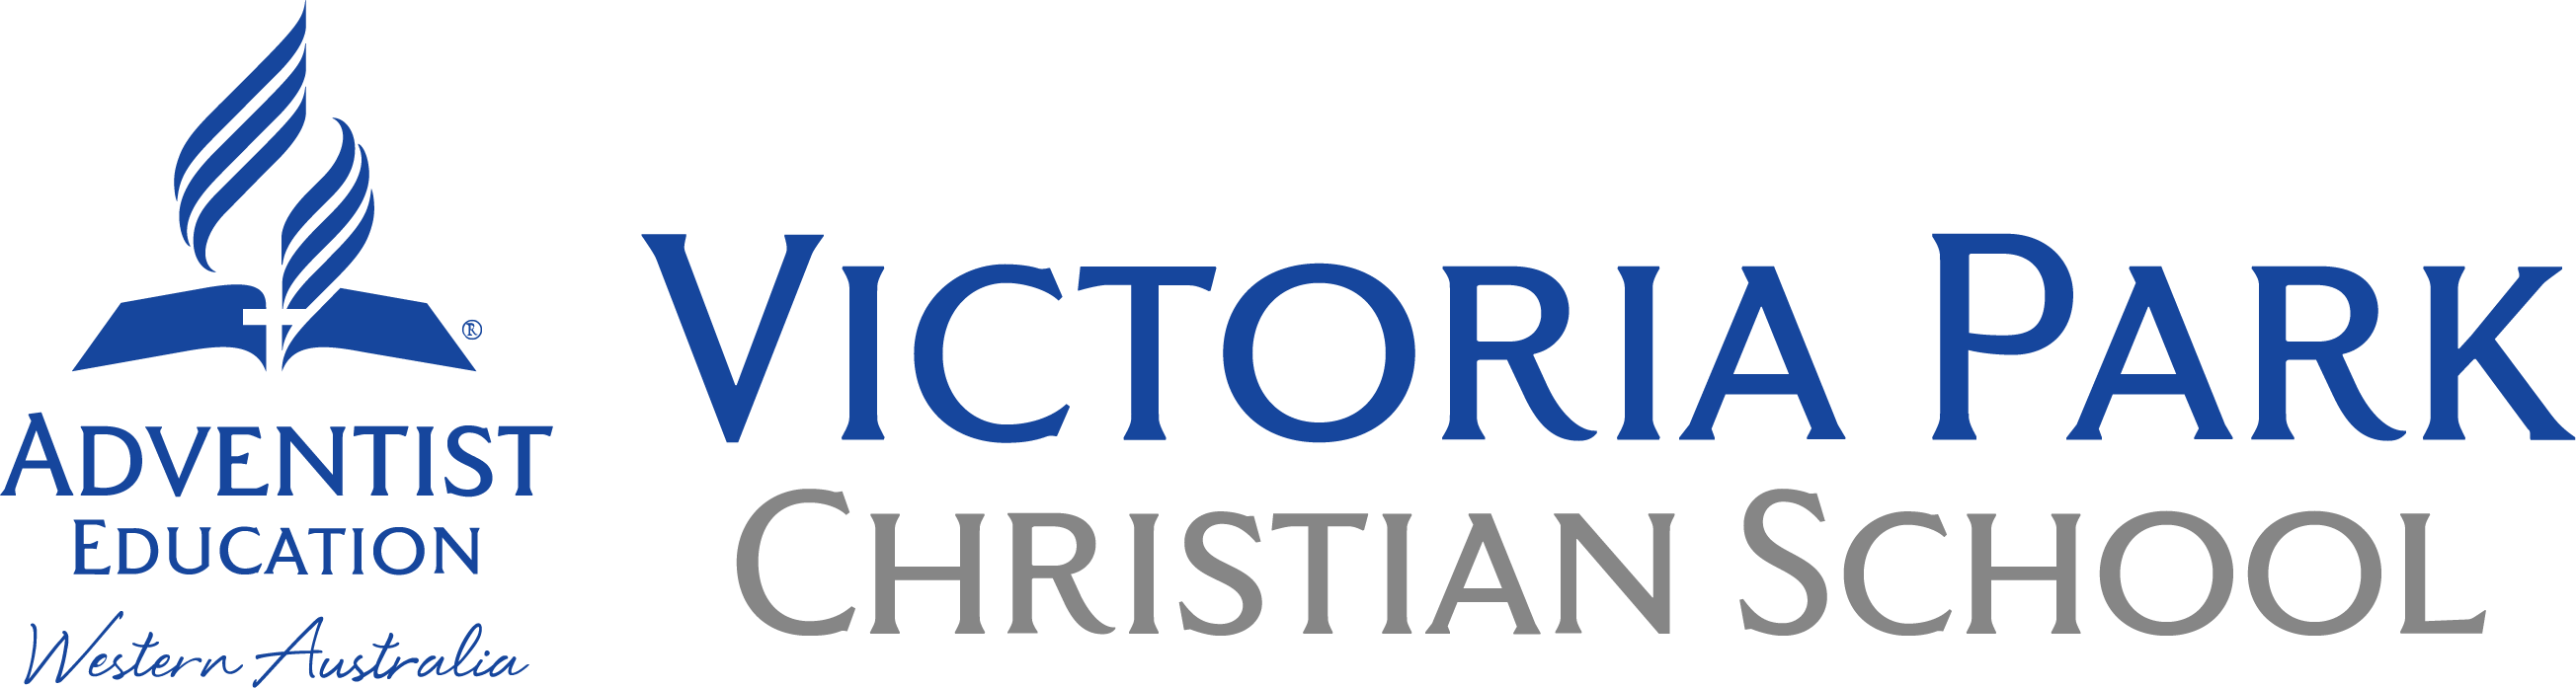 ®
ADVENTIST
EDUCATION
Western Australia
VICTORIA PARK
CHRISTIAN SCHOOL